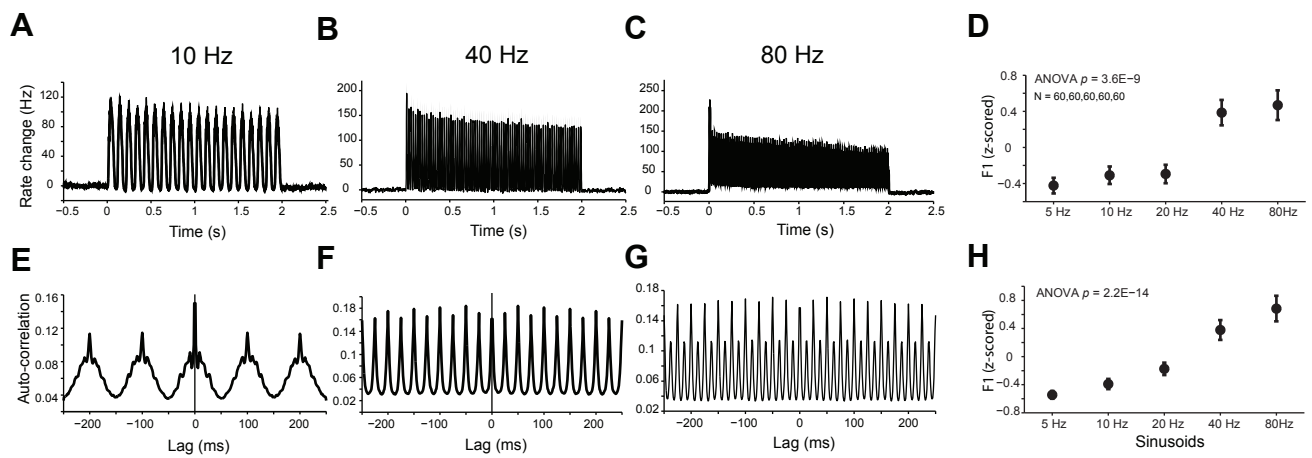 A
10 Hz
Rate change (Hz)
120
80
40
0
−0.5 0 0.5 1 1.5 2 2.5
Time (s)
B
40 Hz
200
150
100
50
0
−0.5 0 0.5 1 1.5 2 2.5
Time (s)
C
80 Hz
250
200
150
100
50
0
−0.5 0 0.5 1 1.5 2 2.5
Time (s)
D
F1 (z-scored)
0.8
0.4
0
−0.4
ANOVA p = 3.6E−9
N = 60,60,60,60,60
5 Hz 10 Hz 20 Hz 40 Hz 80Hz
E
Auto-correlation
0.16
0.12
0.08
0.04
−200 −100 0 100 200
Lag (ms)
F
0.18
0.14
0.1
0.06
0.02
−200 −100 0 100 200
Lag (ms)
G
0.18
0.14
0.1
0.06
0.02
−200 −100 0 100 200
Lag (ms)
H
F1 (z-scored)
0.8
0.4
0
−0.4
−0.8
ANOVA p = 2.2E−14
5 Hz 10 Hz 20 Hz 40 Hz 80Hz
Sinusoids